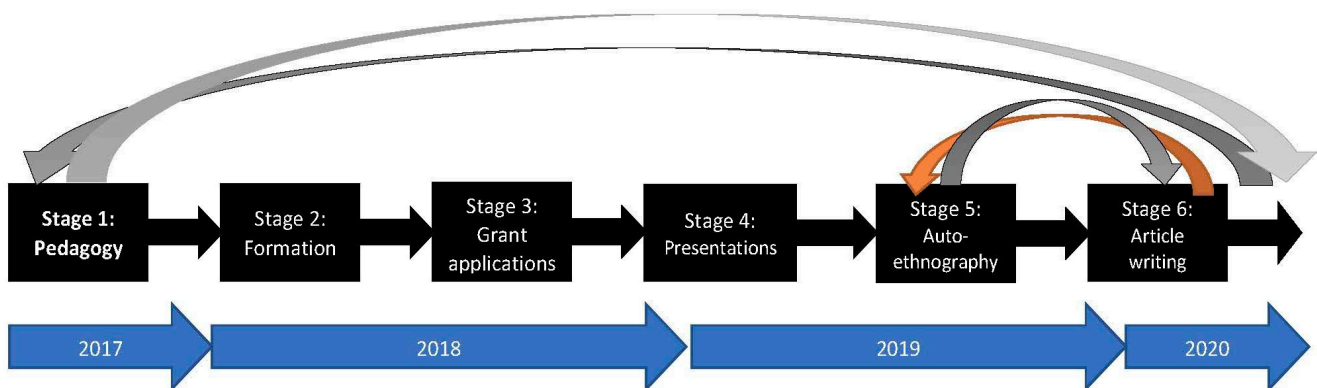 Stage 1:
Pedagogy
Stage 2:
Formation
Stage 3:
Grant
applications
Stage 4:
Presentations
Stage 5:
Auto-
ethnography
Stage 6:
Article
writing
2017
2018
2019
2020